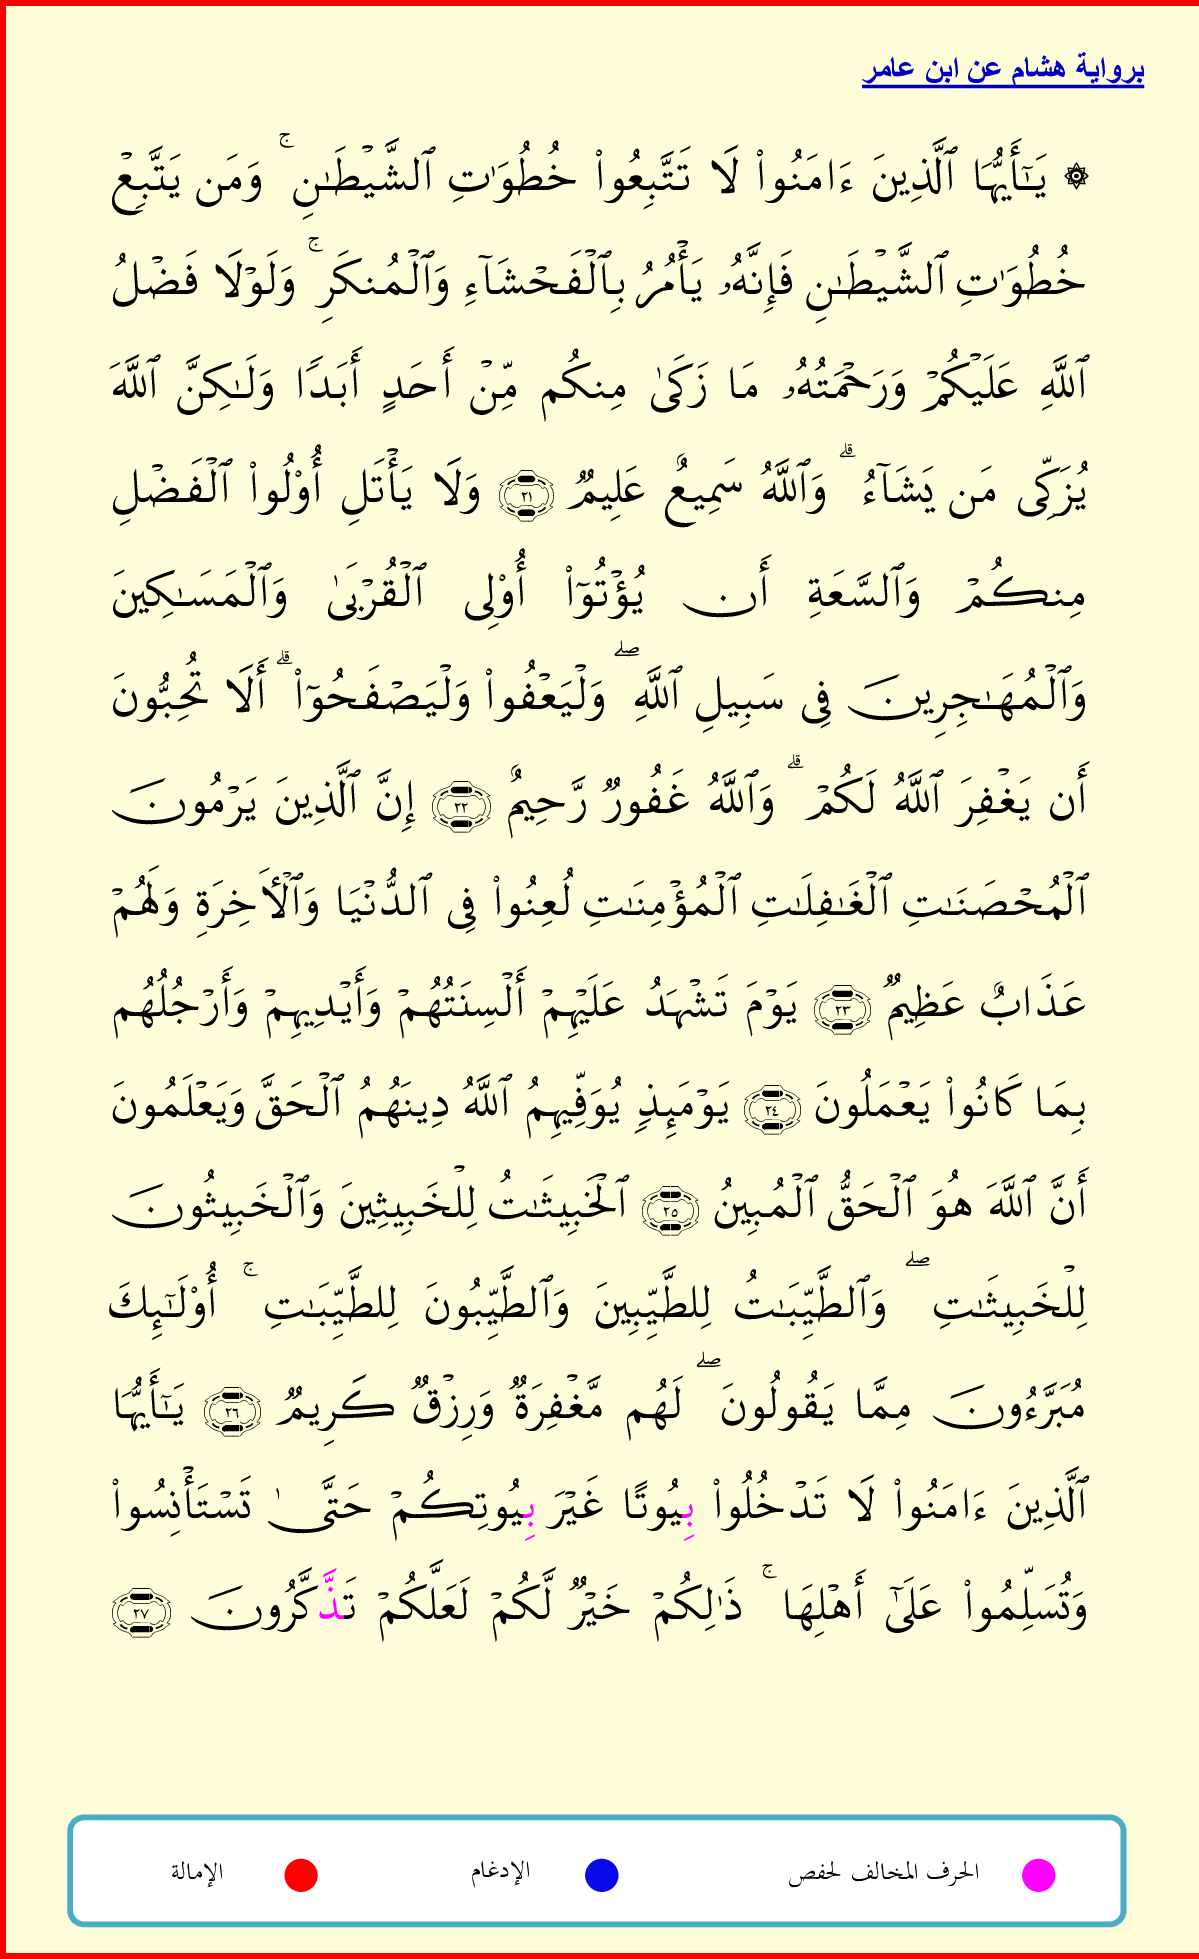 برواية هشام عن ابن عامر
۞ يَـٰٓأَيُّهَا ٱلَّذِينَ ءَامَنُوا۟ لَا تَتَّبِعُوا۟ خُطُوَٰتِ ٱلشَّيْطَـٰنِ ۚ وَمَن يَتَّبِعْ
خُطُوَٰتِ ٱلشَّيْطَـٰنِ فَإِنَّهُۥ يَأْمُرُ بِٱلْفَحْشَآءِ وَٱلْمُنكَرِ ۚ وَلَوْلَا فَضْلُ
ٱللَّهِ عَلَيْكُمْ وَرَحْمَتُهُۥ مَا زَكَىٰ مِنكُم مِّنْ أَحَدٍ أَبَدًا وَلَـٰكِنَّ ٱللَّهَ
يُزَكِّى مَن يَشَآءُ ۗ وَٱللَّهُ سَمِيعٌ عَلِيمٌ ٢١ وَلَا يَأْتَلِ أُو۟لُوا۟ ٱلْفَضْلِ
مِنكُمْ وَٱلسَّعَةِ أَن يُؤْتُوٓا۟ أُو۟لِى ٱلْقُرْبَىٰ وَٱلْمَسَـٰكِينَ
وَٱلْمُهَـٰجِرِينَ فِى سَبِيلِ ٱللَّهِ ۖ وَلْيَعْفُوا۟ وَلْيَصْفَحُوٓا۟ ۗ أَلَا تُحِبُّونَ
أَن يَغْفِرَ ٱللَّهُ لَكُمْ ۗ وَٱللَّهُ غَفُورٌ رَّحِيمٌ ٢٢ إِنَّ ٱلَّذِينَ يَرْمُونَ
ٱلْمُحْصَنَـٰتِ ٱلْغَـٰفِلَـٰتِ ٱلْمُؤْمِنَـٰتِ لُعِنُوا۟ فِى ٱلدُّنْيَا وَٱلْـَٔاخِرَةِ وَلَهُمْ
عَذَابٌ عَظِيمٌ ٢٣ يَوْمَ تَشْهَدُ عَلَيْهِمْ أَلْسِنَتُهُمْ وَأَيْدِيهِمْ وَأَرْجُلُهُم
بِمَا كَانُوا۟ يَعْمَلُونَ ٢٤ يَوْمَئِذٍ يُوَفِّيهِمُ ٱللَّهُ دِينَهُمُ ٱلْحَقَّ وَيَعْلَمُونَ
أَنَّ ٱللَّهَ هُوَ ٱلْحَقُّ ٱلْمُبِينُ ٢٥ ٱلْخَبِيثَـٰتُ لِلْخَبِيثِينَ وَٱلْخَبِيثُونَ
لِلْخَبِيثَـٰتِ ۖ وَٱلطَّيِّبَـٰتُ لِلطَّيِّبِينَ وَٱلطَّيِّبُونَ لِلطَّيِّبَـٰتِ ۚ أُو۟لَـٰٓئِكَ
مُبَرَّءُونَ مِمَّا يَقُولُونَ ۖ لَهُم مَّغْفِرَةٌ وَرِزْقٌ كَرِيمٌ ٢٦ يَـٰٓأَيُّهَا
ٱلَّذِينَ ءَامَنُوا۟ لَا تَدْخُلُوا۟ بِيُوتًا غَيْرَ بِيُوتِكُمْ حَتَّىٰ تَسْتَأْنِسُوا۟
وَتُسَلِّمُوا۟ عَلَىٰٓ أَهْلِهَا ۚ ذَٰلِكُمْ خَيْرٌ لَّكُمْ لَعَلَّكُمْ تَذَّكَّرُونَ ٢٧
الحرف المخالف لحفص الإدغام الإمالة